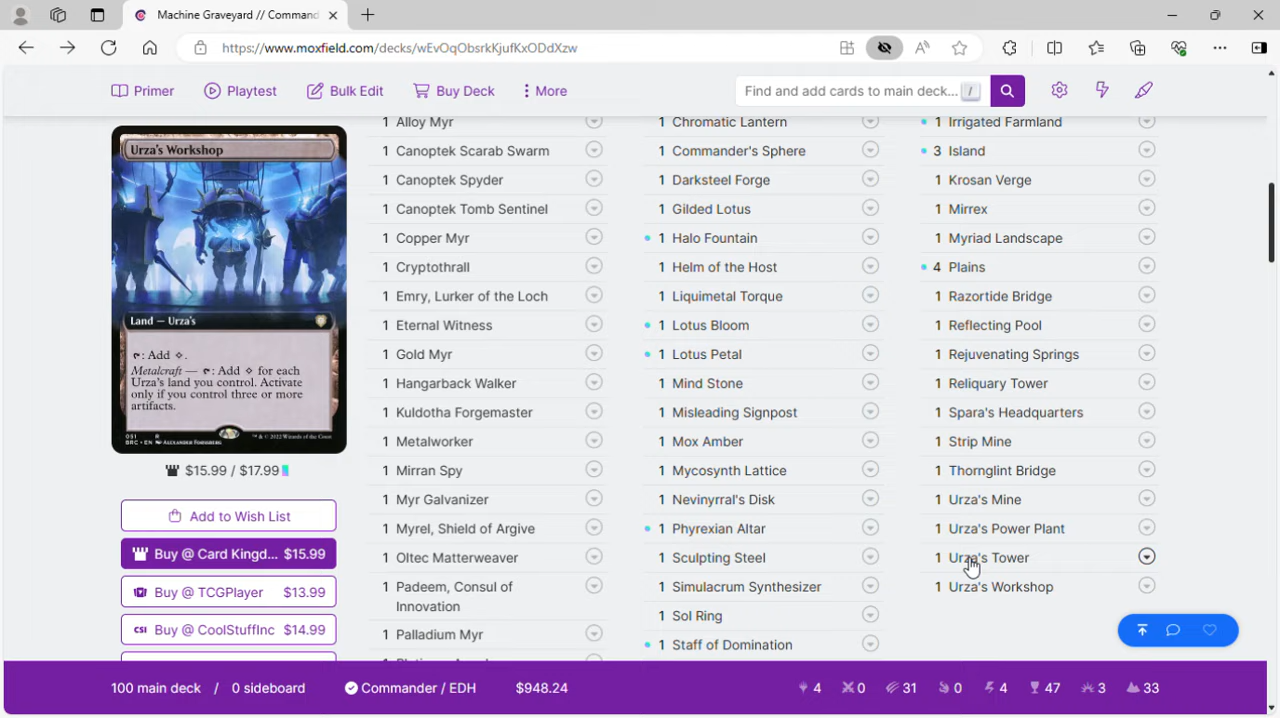 Machine Graveyard // Command
https://www.moxfield.com/decks/wEvOqObsrkKjufKxODdXzw
Primer
Playtest
Bulk Edit
Buy Deck
More
Find and add cards to main deck... /
Urza's Workshop
Land — Urza's
: Add
Metalcraft — : Add for each
Urza's land you control. Activate
only if you control three or more
artifacts.
051 R
BRC • EN
™ & © 2022 Wizards of the Coast
$15.99 / $17.99
Add to Wish List
Buy @ Card Kingd... $15.99
Buy @ TCGPlayer $13.99
CSI Buy @ CoolStuffInc $14.99
1 Alloy Myr
1 Canoptek Scarab Swarm
1 Canoptek Spyder
1 Canoptek Tomb Sentinel
1 Copper Myr
1 Cryptothrall
1 Emry, Lurker of the Loch
1 Eternal Witness
1 Gold Myr
1 Hangarback Walker
1 Kuldotha Forgemaster
1 Metalworker
1 Mirran Spy
1 Myr Galvanizer
1 Myrel, Shield of Argive
1 Oltec Matterweaver
1 Padeem, Consul of
Innovation
1 Palladium Myr
1 Chromatic Lantern
1 Commander's Sphere
1 Darksteel Forge
1 Gilded Lotus
1 Halo Fountain
1 Helm of the Host
1 Liquimetal Torque
1 Lotus Bloom
1 Lotus Petal
1 Mind Stone
1 Misleading Signpost
1 Mox Amber
1 Mycosynth Lattice
1 Nevinyrral's Disk
1 Phyrexian Altar
1 Sculpting Steel
1 Simulacrum Synthesizer
1 Sol Ring
1 Staff of Domination
1 Irrigated Farmland
3 Island
1 Krosan Verge
1 Mirrex
1 Myriad Landscape
4 Plains
1 Razortide Bridge
1 Reflecting Pool
1 Rejuvenating Springs
1 Reliquary Tower
1 Spara's Headquarters
1 Strip Mine
1 Thornglint Bridge
1 Urza's Mine
1 Urza's Power Plant
1 Urza's Tower
1 Urza's Workshop
100 main deck / 0 sideboard
Commander / EDH
$948.24
4
0
31
0
4
47
3
33